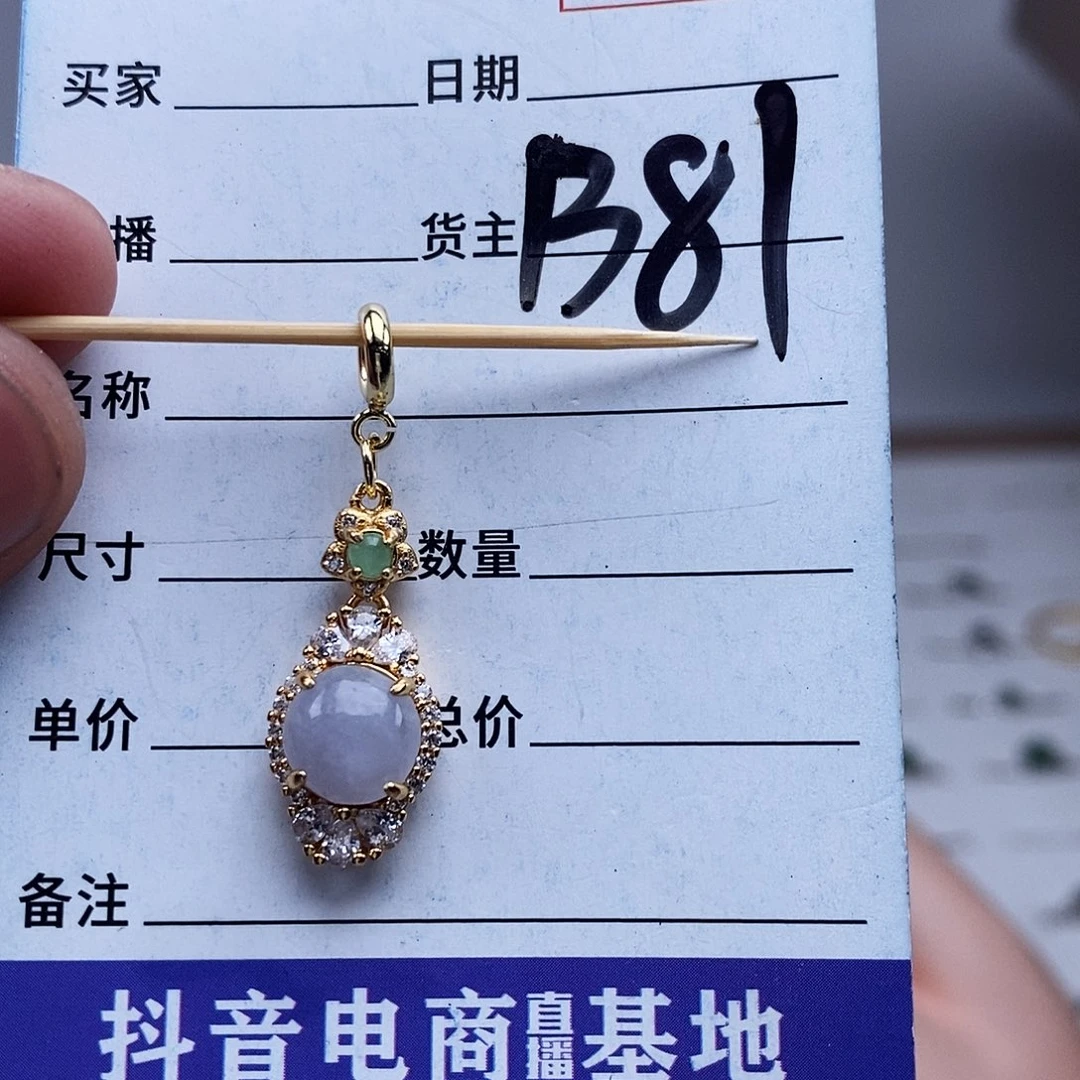 买家 日期
播 货主 B81
名称
尺寸 数量
单价 总价
备注
抖音电商直播基地